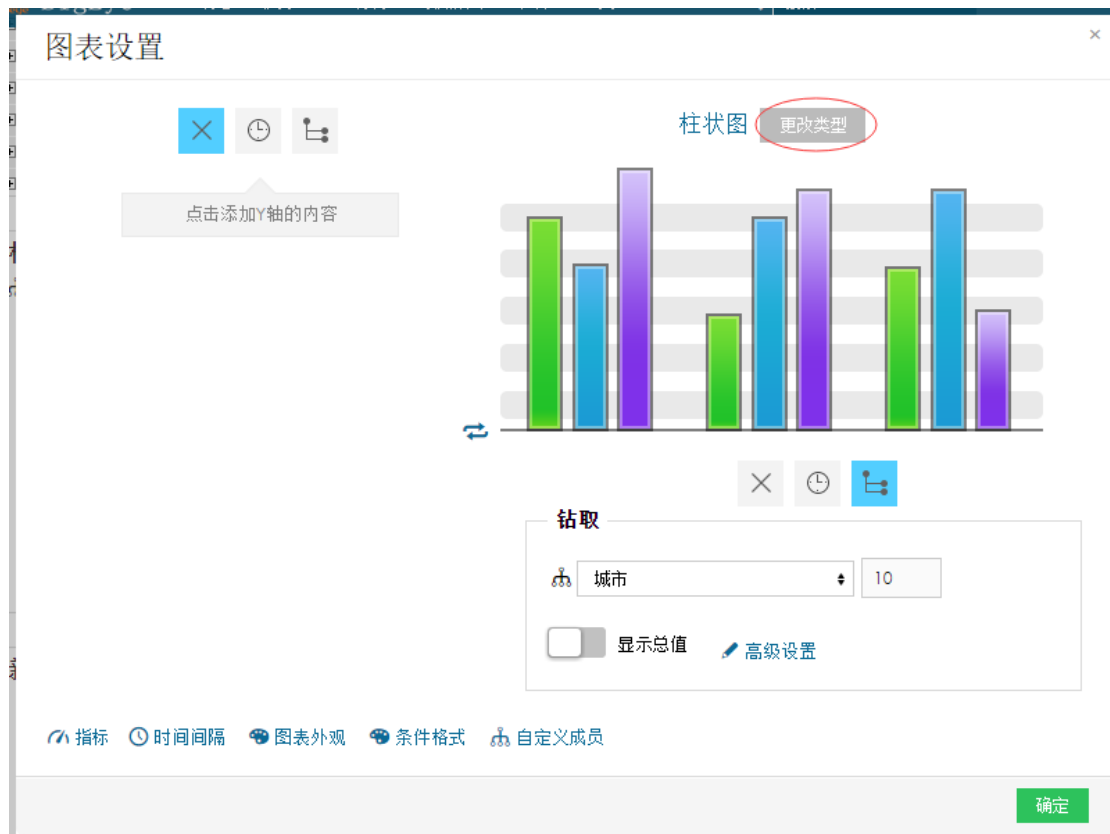 图表设置
×
柱状图 更改类型
点击添加Y轴的内容
钻取
城市 10
显示总值 高级设置
指标 时间间隔 图表外观 条件格式 自定义成员
确定